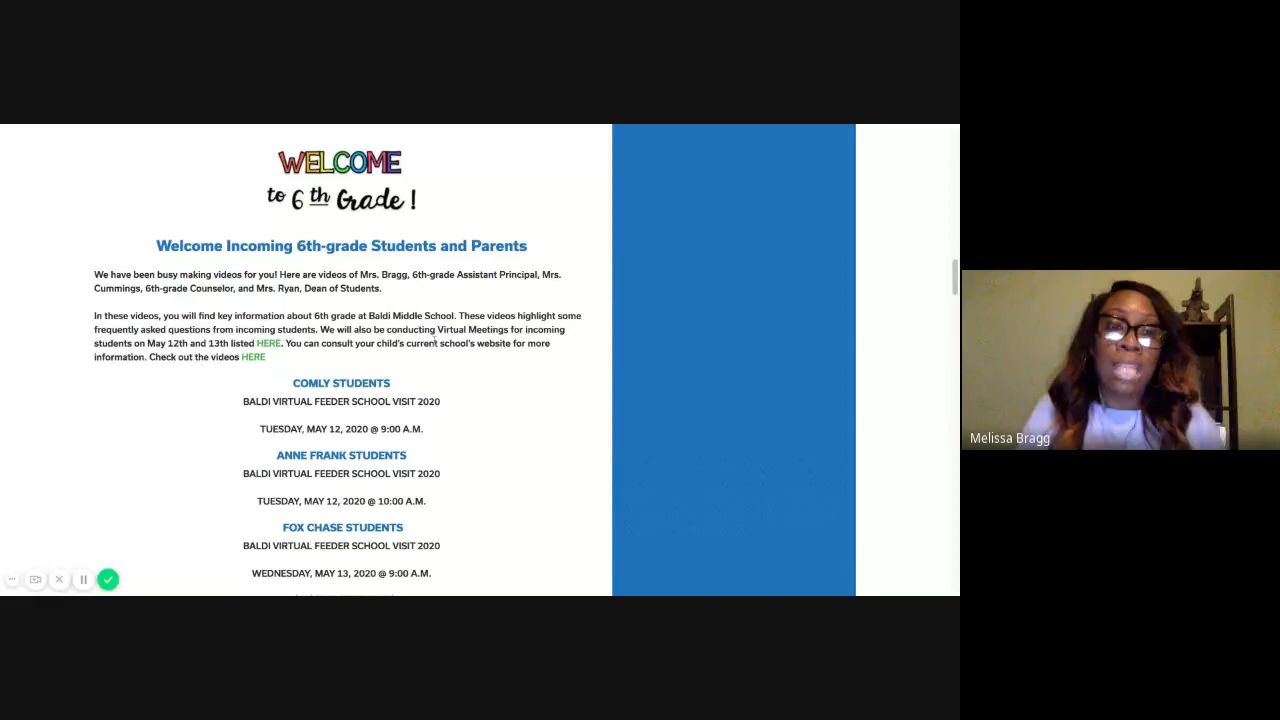 WELCOME
to 6 th Grade !
Welcome Incoming 6th-grade Students and Parents
We have been busy making videos for you! Here are videos of Mrs. Bragg, 6th-grade Assistant Principal, Mrs.
Cummings, 6th-grade Counselor, and Mrs. Ryan, Dean of Students.
In these videos, you will find key information about 6th grade at Baldi Middle School. These videos highlight some
frequently asked questions from incoming students. We will also be conducting Virtual Meetings for incoming
students on May 12th and 13th listed HERE. You can consult your child's current school's website for more
information. Check out the videos HERE
COMLY STUDENTS
BALDI VIRTUAL FEEDER SCHOOL VISIT 2020
TUESDAY, MAY 12, 2020 @ 9:00 A.M.
ANNE FRANK STUDENTS
BALDI VIRTUAL FEEDER SCHOOL VISIT 2020
TUESDAY, MAY 12, 2020 @ 10:00 A.M.
FOX CHASE STUDENTS
BALDI VIRTUAL FEEDER SCHOOL VISIT 2020
WEDNESDAY, MAY 13, 2020 @ 9:00 A.M.
Melissa Bragg